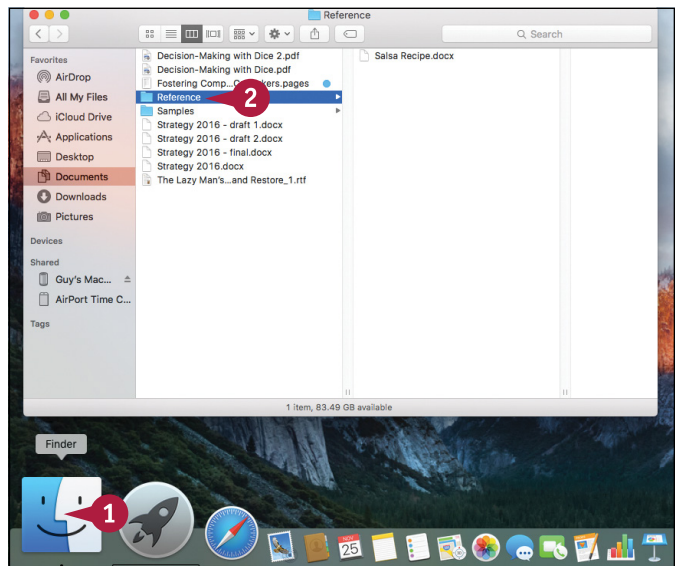 Reference
Search
Favorites
AirDrop
All My Files
iCloud Drive
Applications
Desktop
Documents
Downloads
Pictures
Devices
Shared
Guy's Mac...
AirPort Time C...
Tags
Decision-Making with Dice 2.pdf
Decision-Making with Dice.pdf
Fostering Comp...C kers.pages
Reference
2
Samples
Strategy 2016 - draft 1.docx
Strategy 2016 - draft 2.docx
Strategy 2016 - final.docx
Strategy 2016.docx
The Lazy Man's...and Restore_1.rtf
Salsa Recipe.docx
1 item, 83.49 GB available
Finder
1
NOV
25